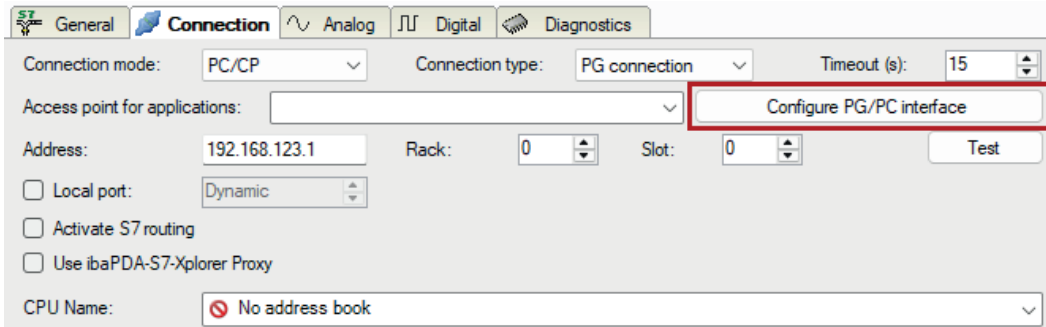 S7 General Connection Analog Digital Diagnostics
Connection mode: PC/CP Connection type: PG connection Timeout (s): 15
Access point for applications: Configure PG/PC interface
Address: 192.168.123.1 Rack: 0 Slot: 0 Test
Local port: Dynamic
Activate S7 routing
Use ibaPDA-S7-Xplorer Proxy
CPU Name: No address book